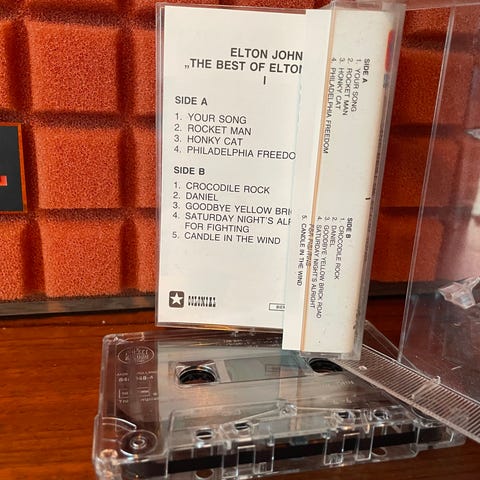 ELTON JOHN
„THE BEST OF ELTON
I
SIDE A
1. YOUR SONG
2. ROCKET MAN
3. HONKY CAT
4. PHILADELPHIA FREEDO
SIDE B
1. CROCODILE ROCK
2. DANIEL
3. GOODBYE YELLOW BRI
4. SATURDAY NIGHT'S ALR
FOR FIGHTING
5. CANDLE IN THE WIND
SIDE A
1. YOUR SONG
2. ROCKET MAN
3. HONKY CAT
4. PHILADELPHIA FREEDOM
I
SIDE B
1. CROCODILE ROCK
2. DANIEL
3. GOODBYE YELLOW BRICK ROAD
4. SATURDAY NIGHT'S ALRIGHT
FOR FIGHTING
5. CANDLE IN THE WIND